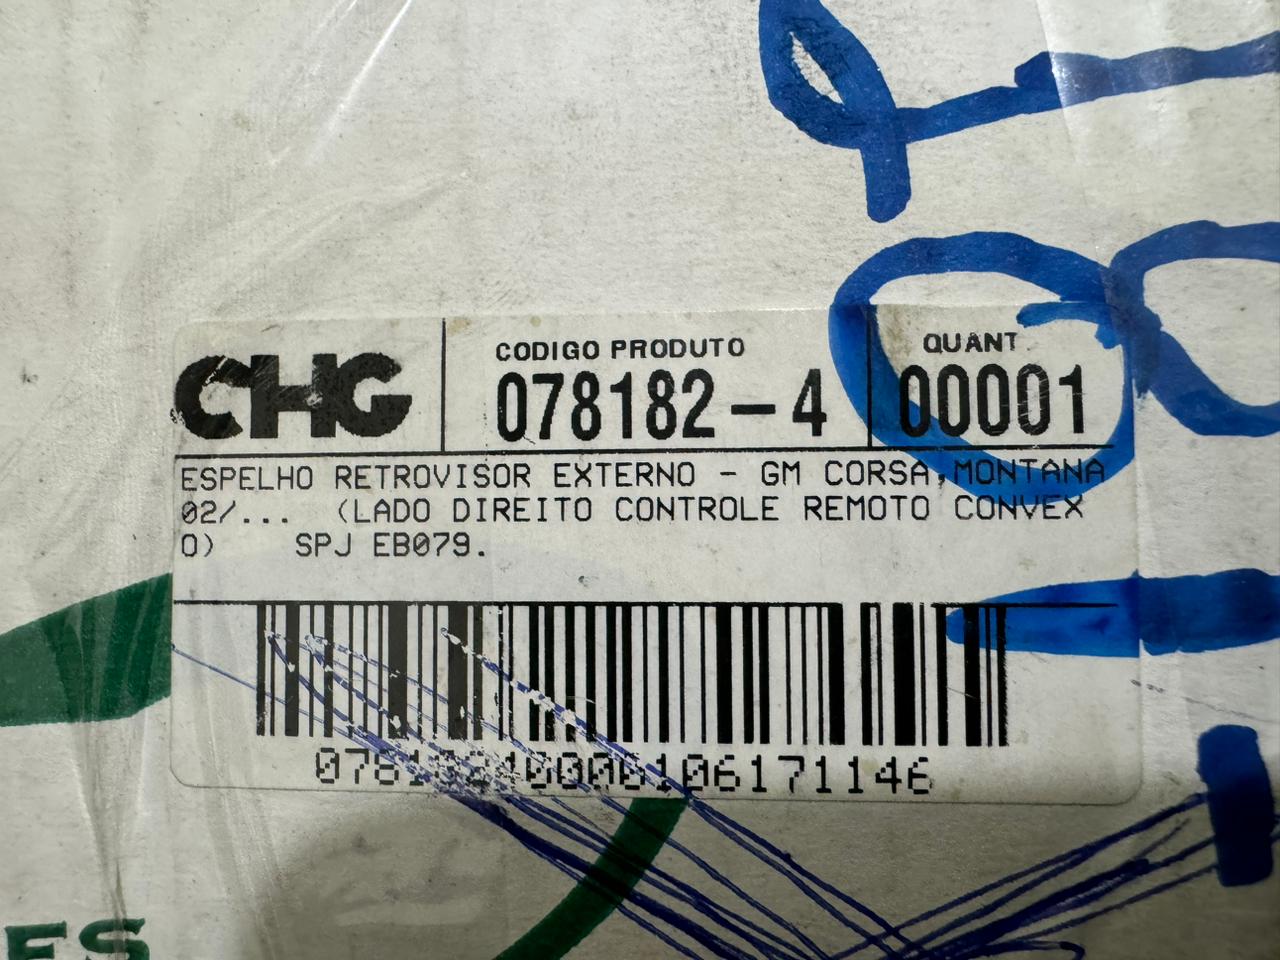 CHG
CODIGO PRODUTO
078182-4
QUANT.
00001
ESPELHO RETROVISOR EXTERNO - GM CORSA,MONTANA
02/... (LADO DIREITO CONTROLE REMOTO CONVEX
O) SPJ EB079.
07818240000106171146